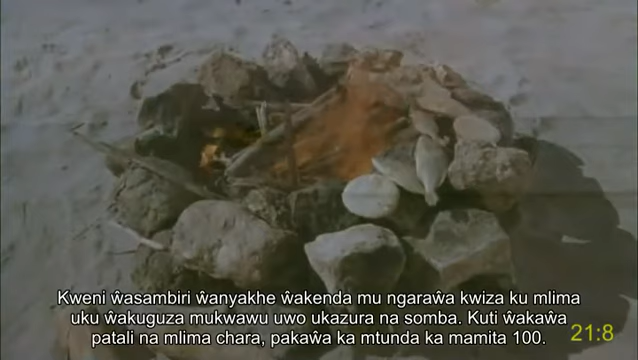 Kweni ŵasambiri ŵanyakhe ŵakenda mu ngaraŵa kwiza ku mlima
uku ŵakuguza mukwawu uwo ukazura na somba. Kuti ŵakaŵa
patali na mlima chara, pakaŵa ka mtunda ka mamita 100.
21:8